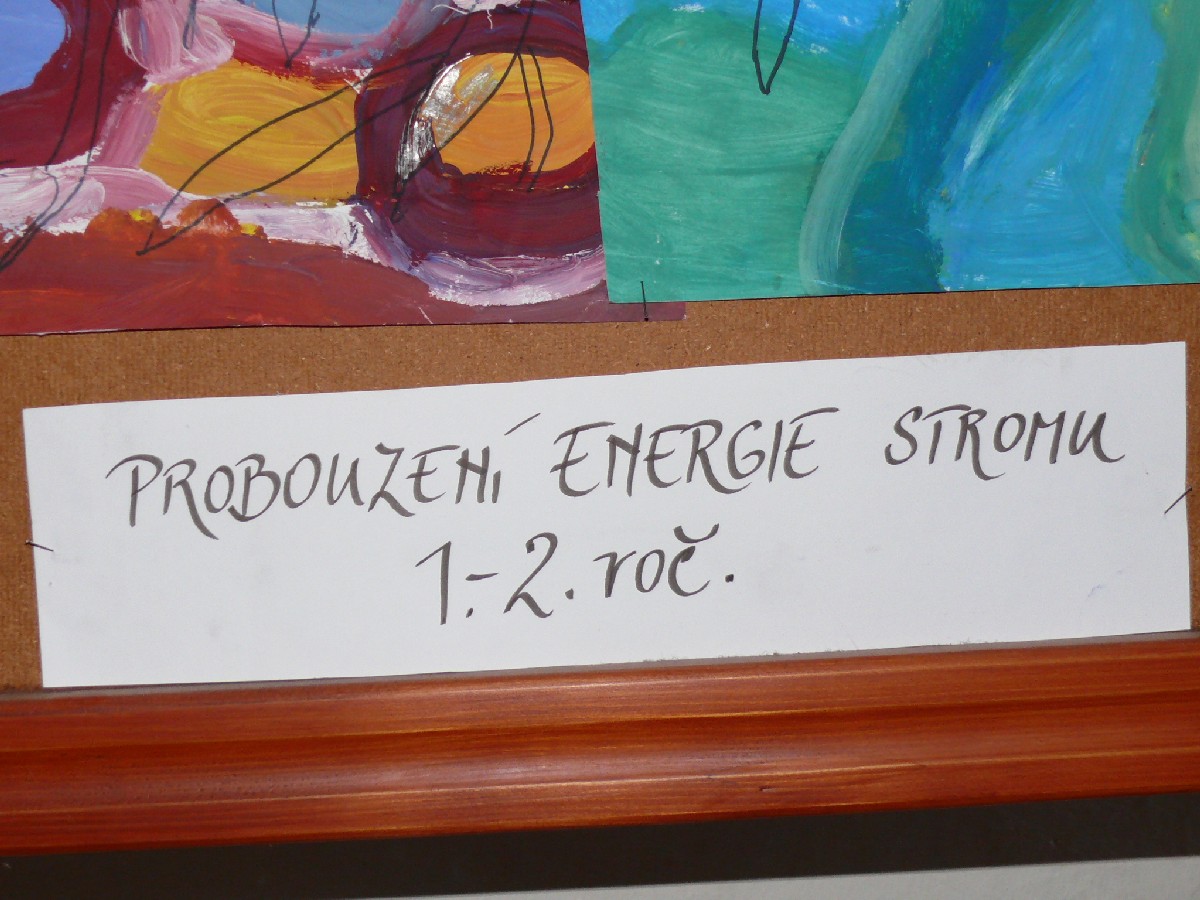 PROBOUZENÍ ENERGIE STROMU
1.-2. roč.